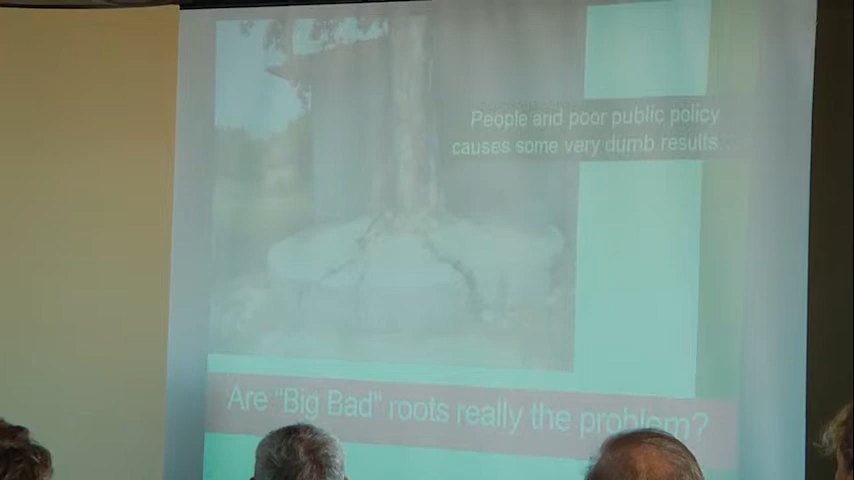 People and poor public policy
causes some very dumb results
Are "Big Bad" roots really the problem?